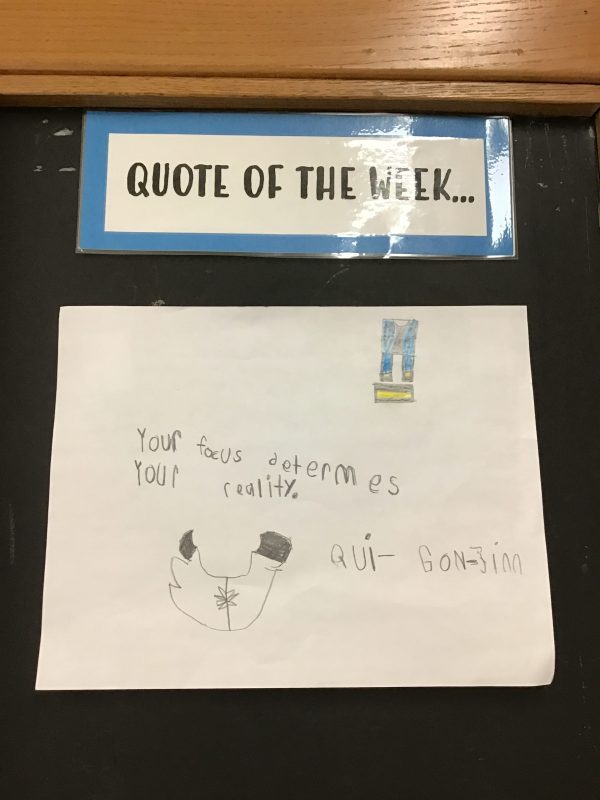 QUOTE OF THE WEEK...
Your focus determes
Your reality.
QUI- GON-Jinn